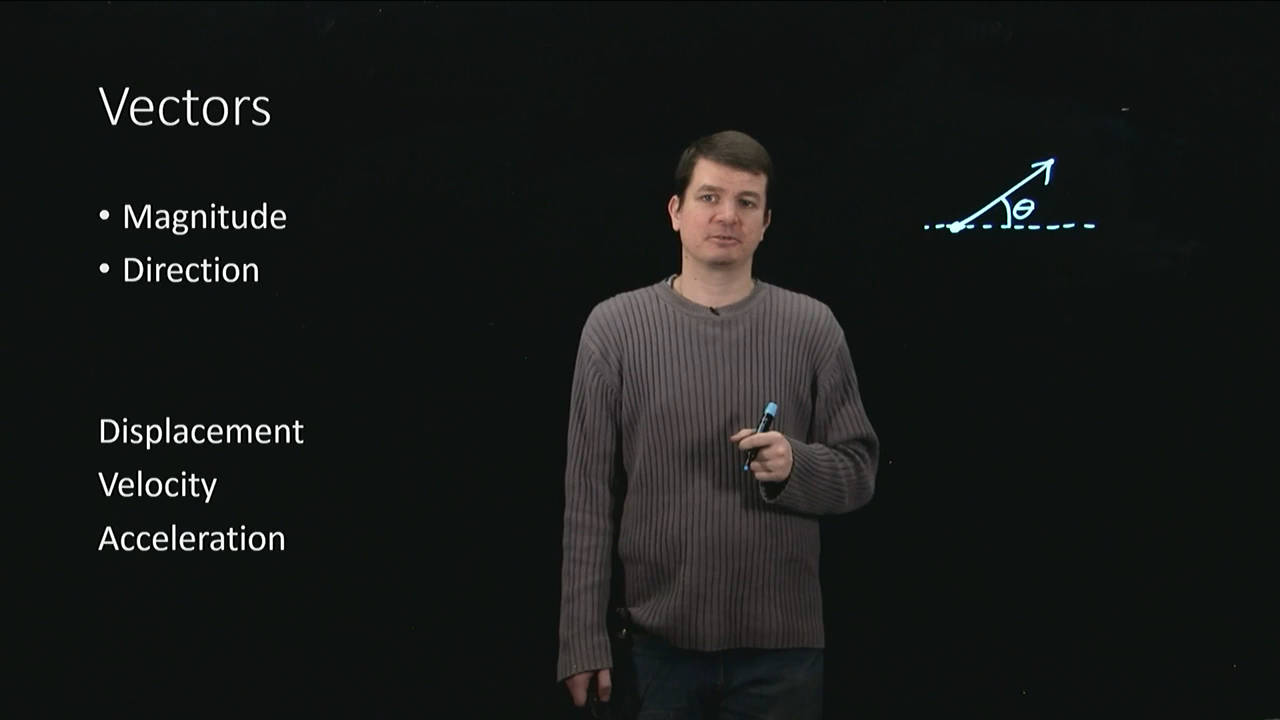 Vectors
• Magnitude
• Direction
θ
Displacement
Velocity
Acceleration